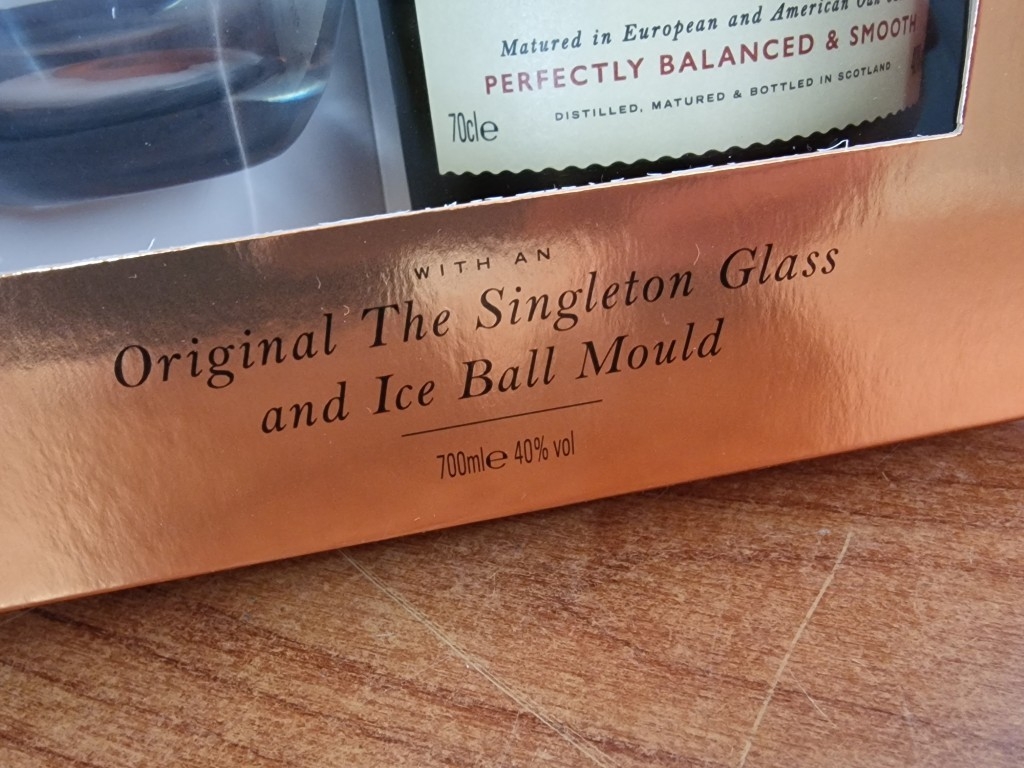 Matured in European and American Oak
PERFECTLY BALANCED & SMOOTH
DISTILLED, MATURED & BOTTLED IN SCOTLAND
70cl℮
WITH AN
Original The Singleton Glass
and Ice Ball Mould
700ml℮ 40% vol